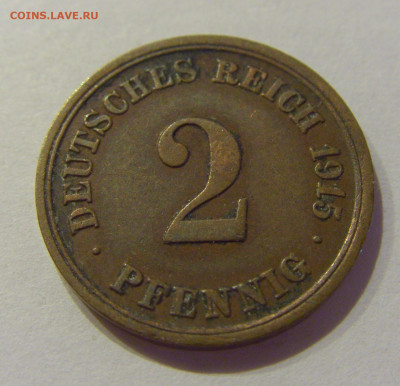 COINS.LAVE.RU
DEUTSCHES REICH 1915
2
PFENNIG